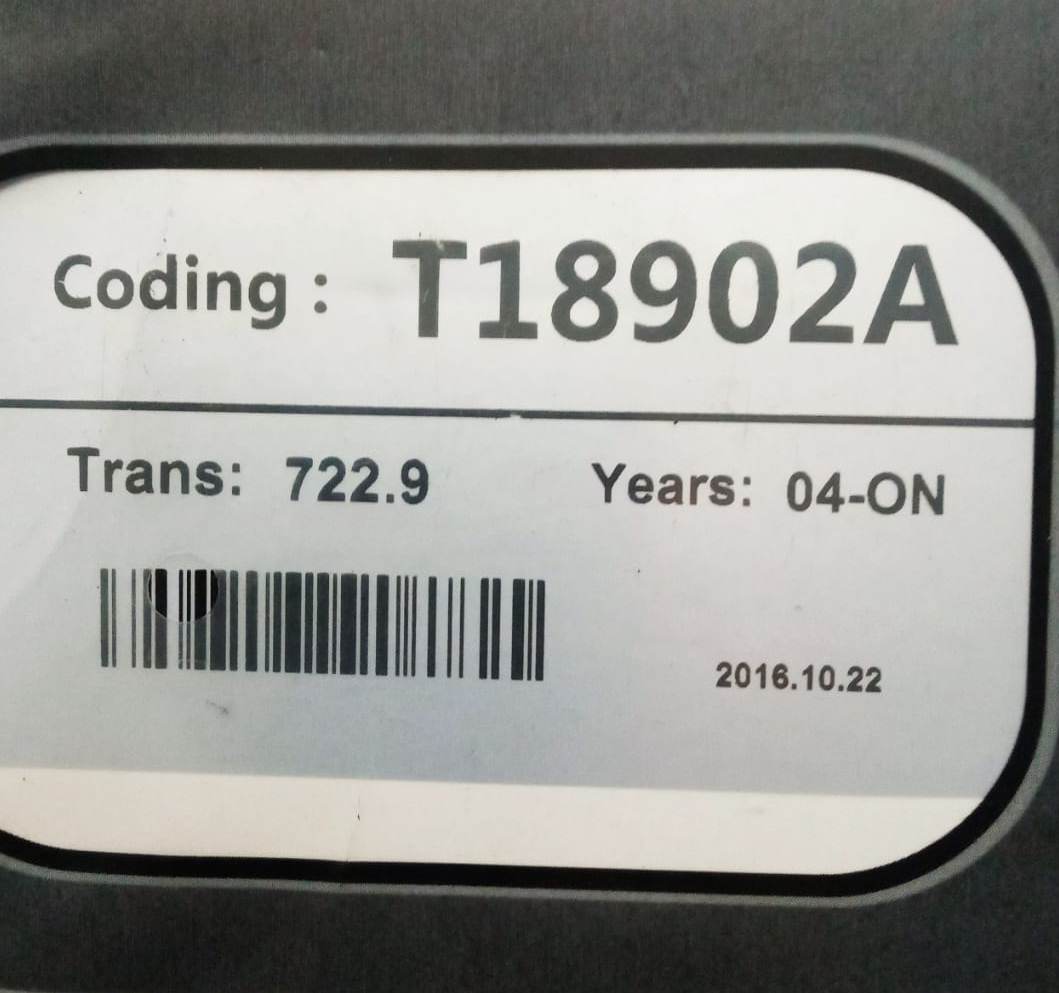 Coding : T18902A
Trans: 722.9 Years: 04-ON
2016.10.22